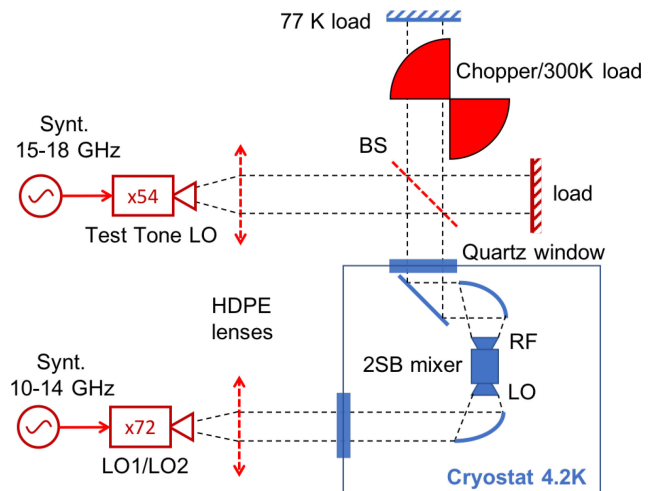 77 K load
Chopper/300K load
Synt.
15-18 GHz
BS
x54
load
Test Tone LO
Quartz window
HDPE
lenses
RF
2SB mixer
LO
Synt.
10-14 GHz
x72
LO1/LO2
Cryostat 4.2K